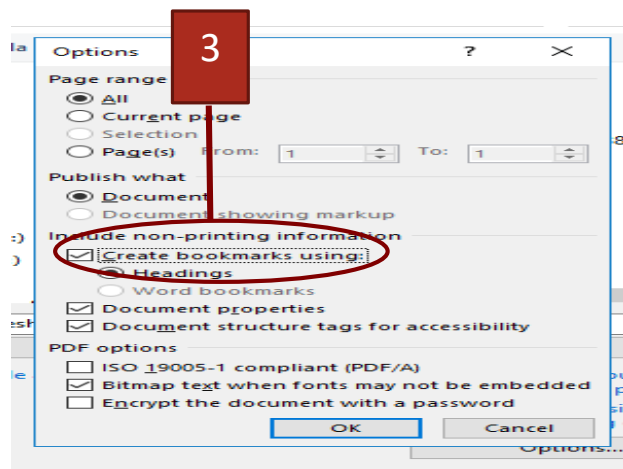 Options ? ×
3
Page range
All
Current page
Selection
Page(s) From: 1 To: 1
Publish what
Document
Document showing markup
Include non-printing information
Create bookmarks using:
Headings
Word bookmarks
Document properties
Document structure tags for accessibility
PDF options
ISO 19005-1 compliant (PDF/A)
Bitmap text when fonts may not be embedded
Encrypt the document with a password
OK Cancel
Options...